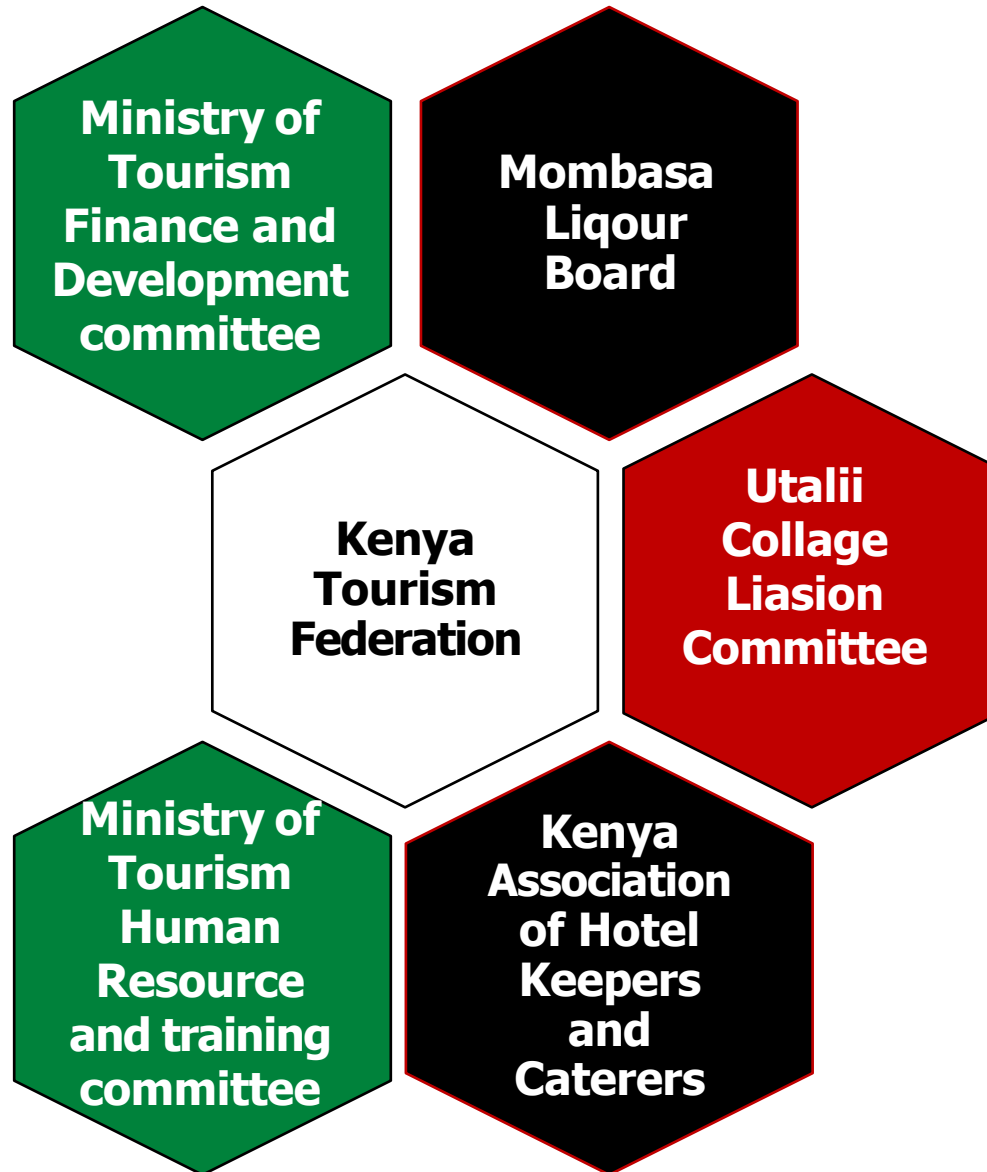 Ministry of
Tourism
Finance and
Development
committee
Mombasa
Liqour
Board
Kenya
Tourism
Federation
Utalii
Collage
Liasion
Committee
Ministry of
Tourism
Human
Resource
and training
committee
Kenya
Association
of Hotel
Keepers
and
Caterers